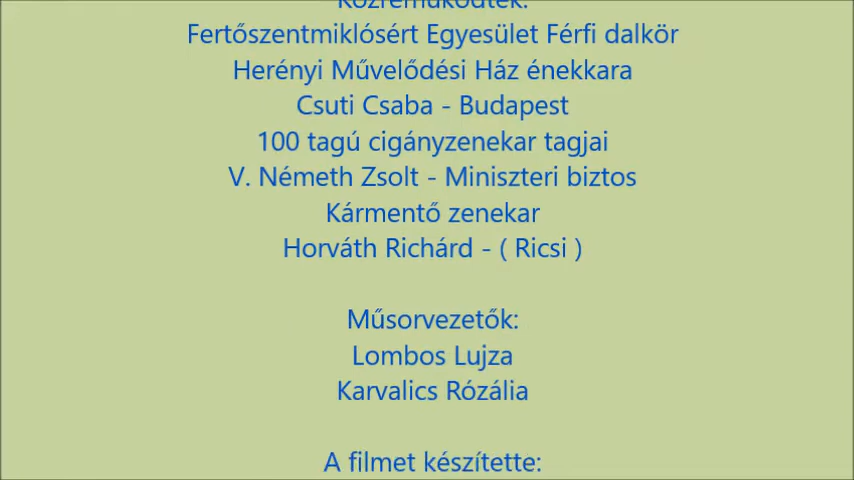 Közreműködtek:
Fertőszentmiklósért Egyesület Férfi dalkör
Herényi Művelődési Ház énekkara
Csuti Csaba - Budapest
100 tagú cigányzenekar tagjai
V. Németh Zsolt - Miniszteri biztos
Kármentő zenekar
Horváth Richárd - ( Ricsi )
Műsorvezetők:
Lombos Lujza
Karvalics Rózália
A filmet készítette: